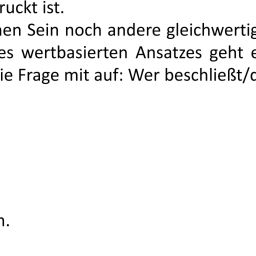 ruckt ist.
nen Sein noch andere gleichwertig
es wertbasierten Ansatzes geht e
ie Frage mit auf: Wer beschließt/d
n.